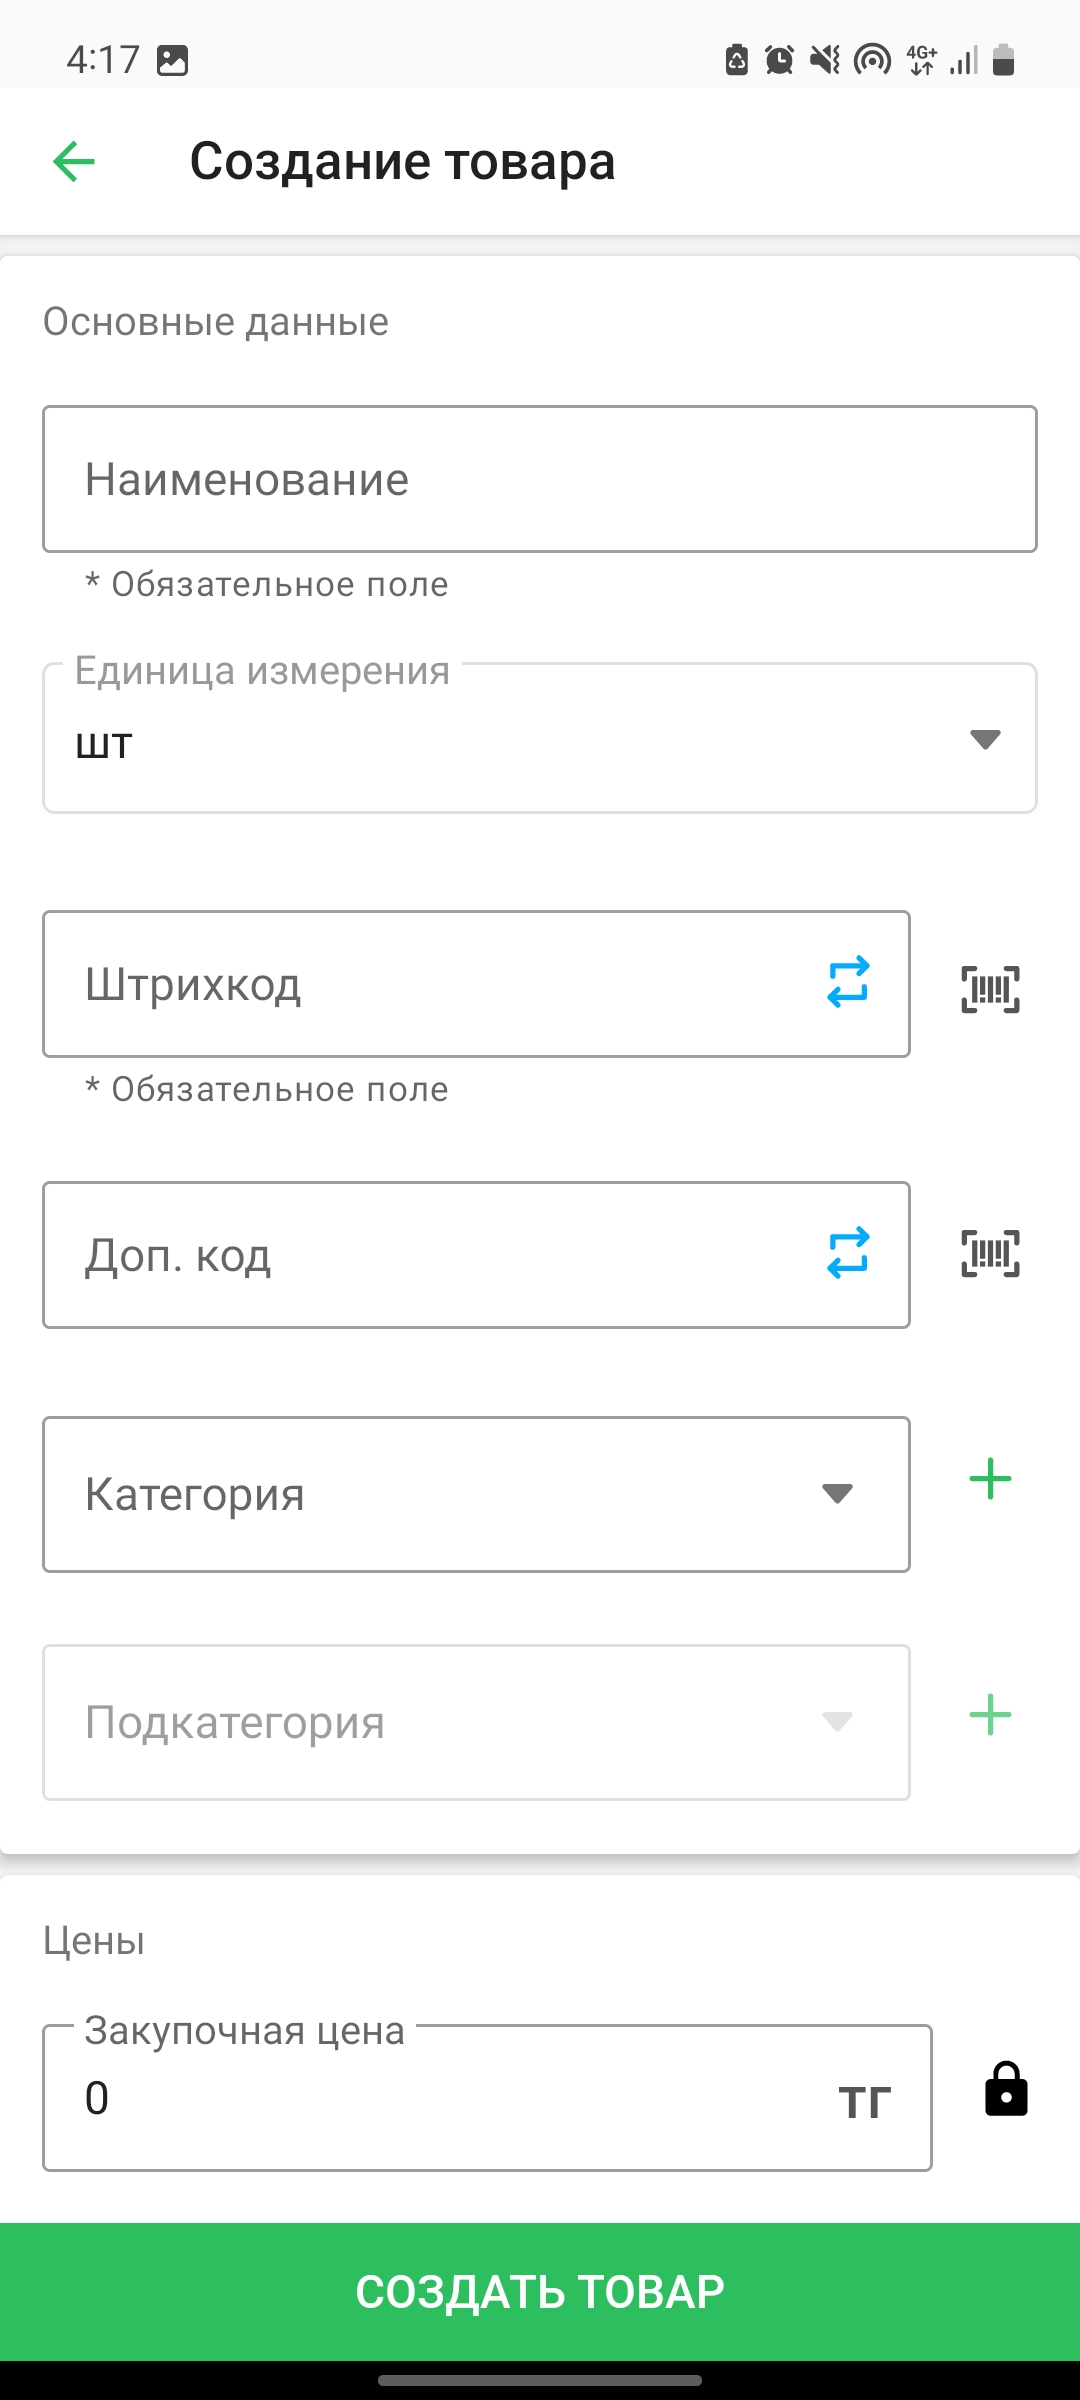 4:17
4G+
Создание товара
Основные данные
Наименование
* Обязательное поле
Единица измерения
шт
Штрихкод
* Обязательное поле
Доп. код
Категория
Подкатегория
Цены
Закупочная цена
0 тг
СОЗДАТЬ ТОВАР